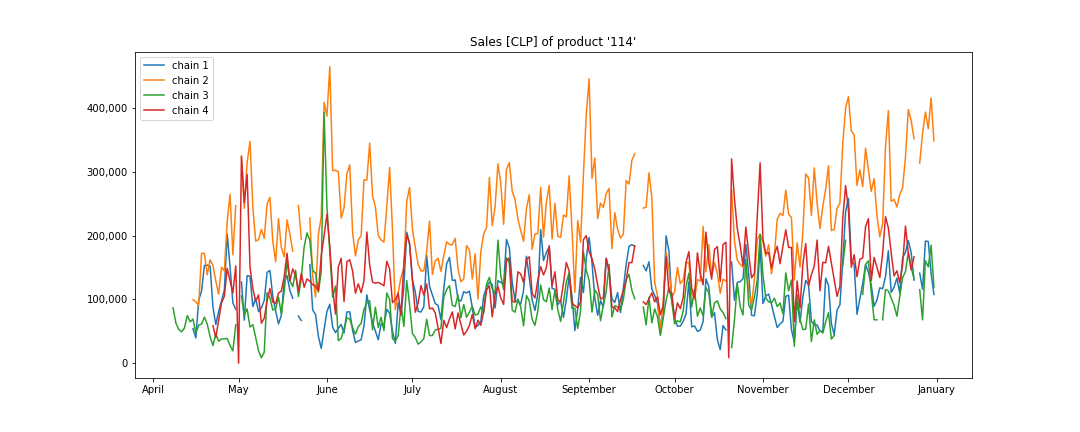 Sales [CLP] of product '114'
chain 1
chain 2
chain 3
chain 4
400,000
300,000
200,000
100,000
0
April May June July August September October November December January